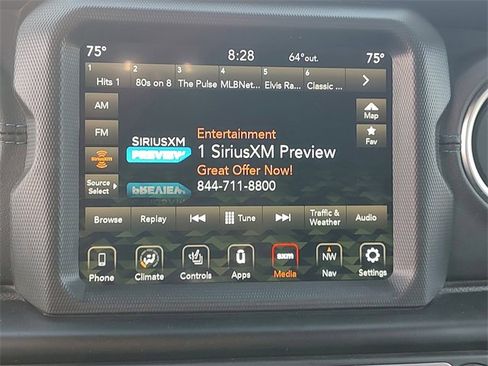 75° 8:28 64°out. 75°
1 2 3 4 5 6
Hits 1 80s on 8 The Pulse MLBNet... Elvis Ra... Classic ...
AM
Map
FM
Fav
SIRIUSXM
PREVIEW
Entertainment
1 SiriusXM Preview
Great Offer Now!
844-711-8800
SiriusXM
Source
Select
Browse Replay Tune Traffic & Weather Audio
sxm NW
Phone Climate Controls Apps Media Nav Settings